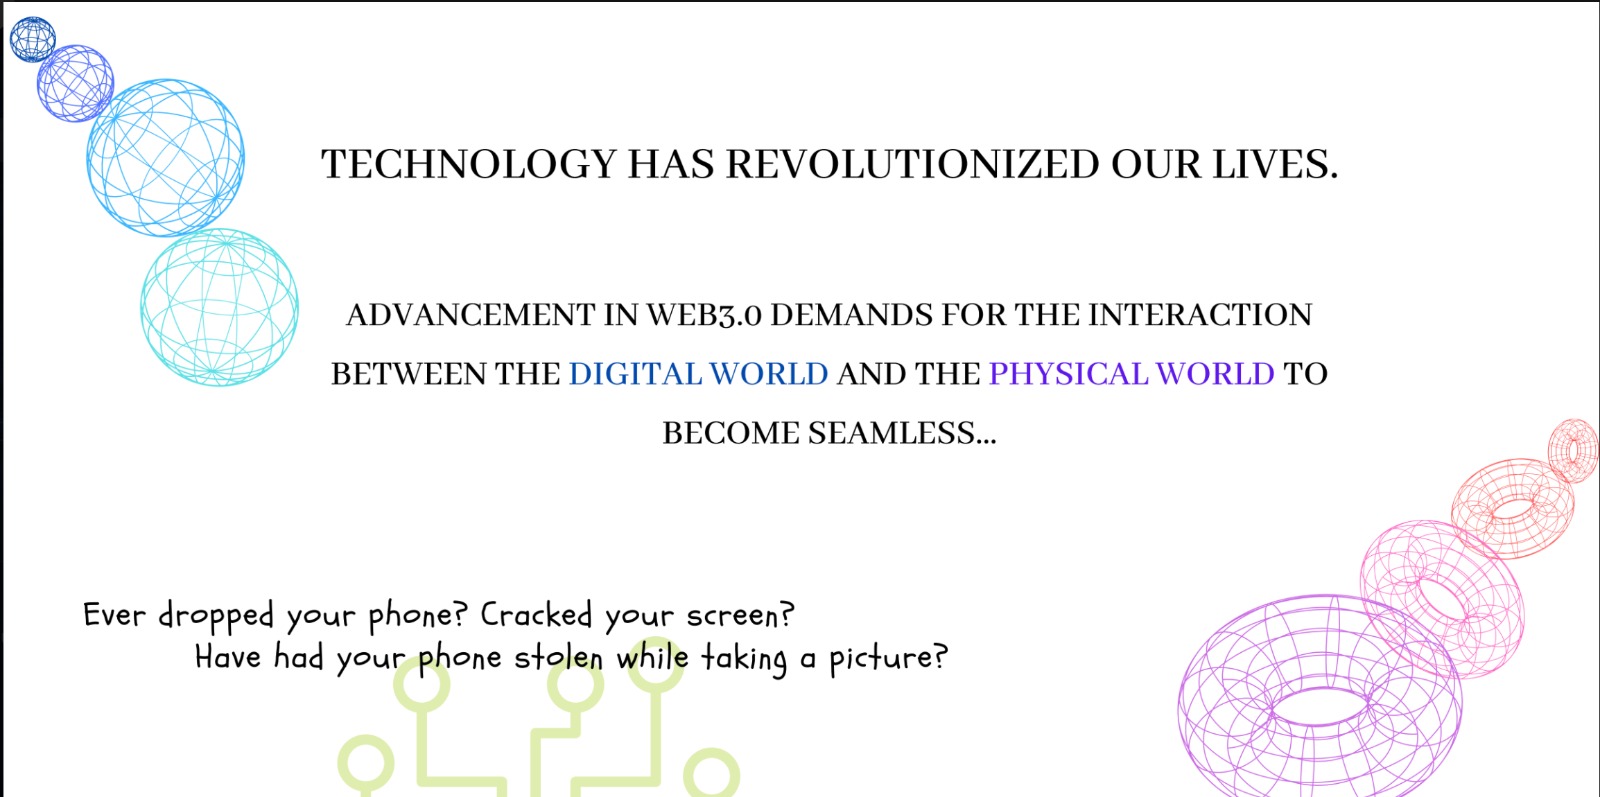 TECHNOLOGY HAS REVOLUTIONIZED OUR LIVES.
ADVANCEMENT IN WEB3.0 DEMANDS FOR THE INTERACTION
BETWEEN THE DIGITAL WORLD AND THE PHYSICAL WORLD TO
BECOME SEAMLESS...
Ever dropped your phone? Cracked your screen?
Have had your phone stolen while taking a picture?